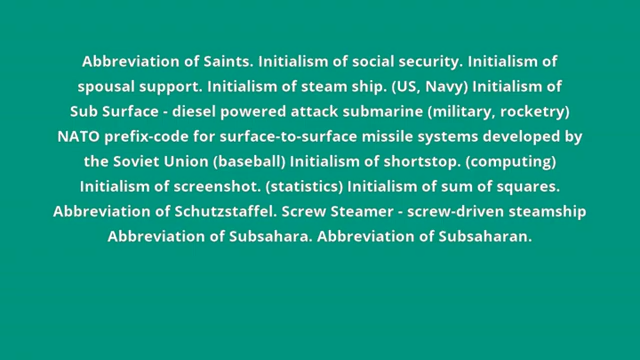 Abbreviation of Saints. Initialism of social security. Initialism of
spousal support. Initialism of steam ship. (US, Navy) Initialism of
Sub Surface - diesel powered attack submarine (military, rocketry)
NATO prefix-code for surface-to-surface missile systems developed by
the Soviet Union (baseball) Initialism of shortstop. (computing)
Initialism of screenshot. (statistics) Initialism of sum of squares.
Abbreviation of Schutzstaffel. Screw Steamer - screw-driven steamship
Abbreviation of Subsahara. Abbreviation of Subsaharan.